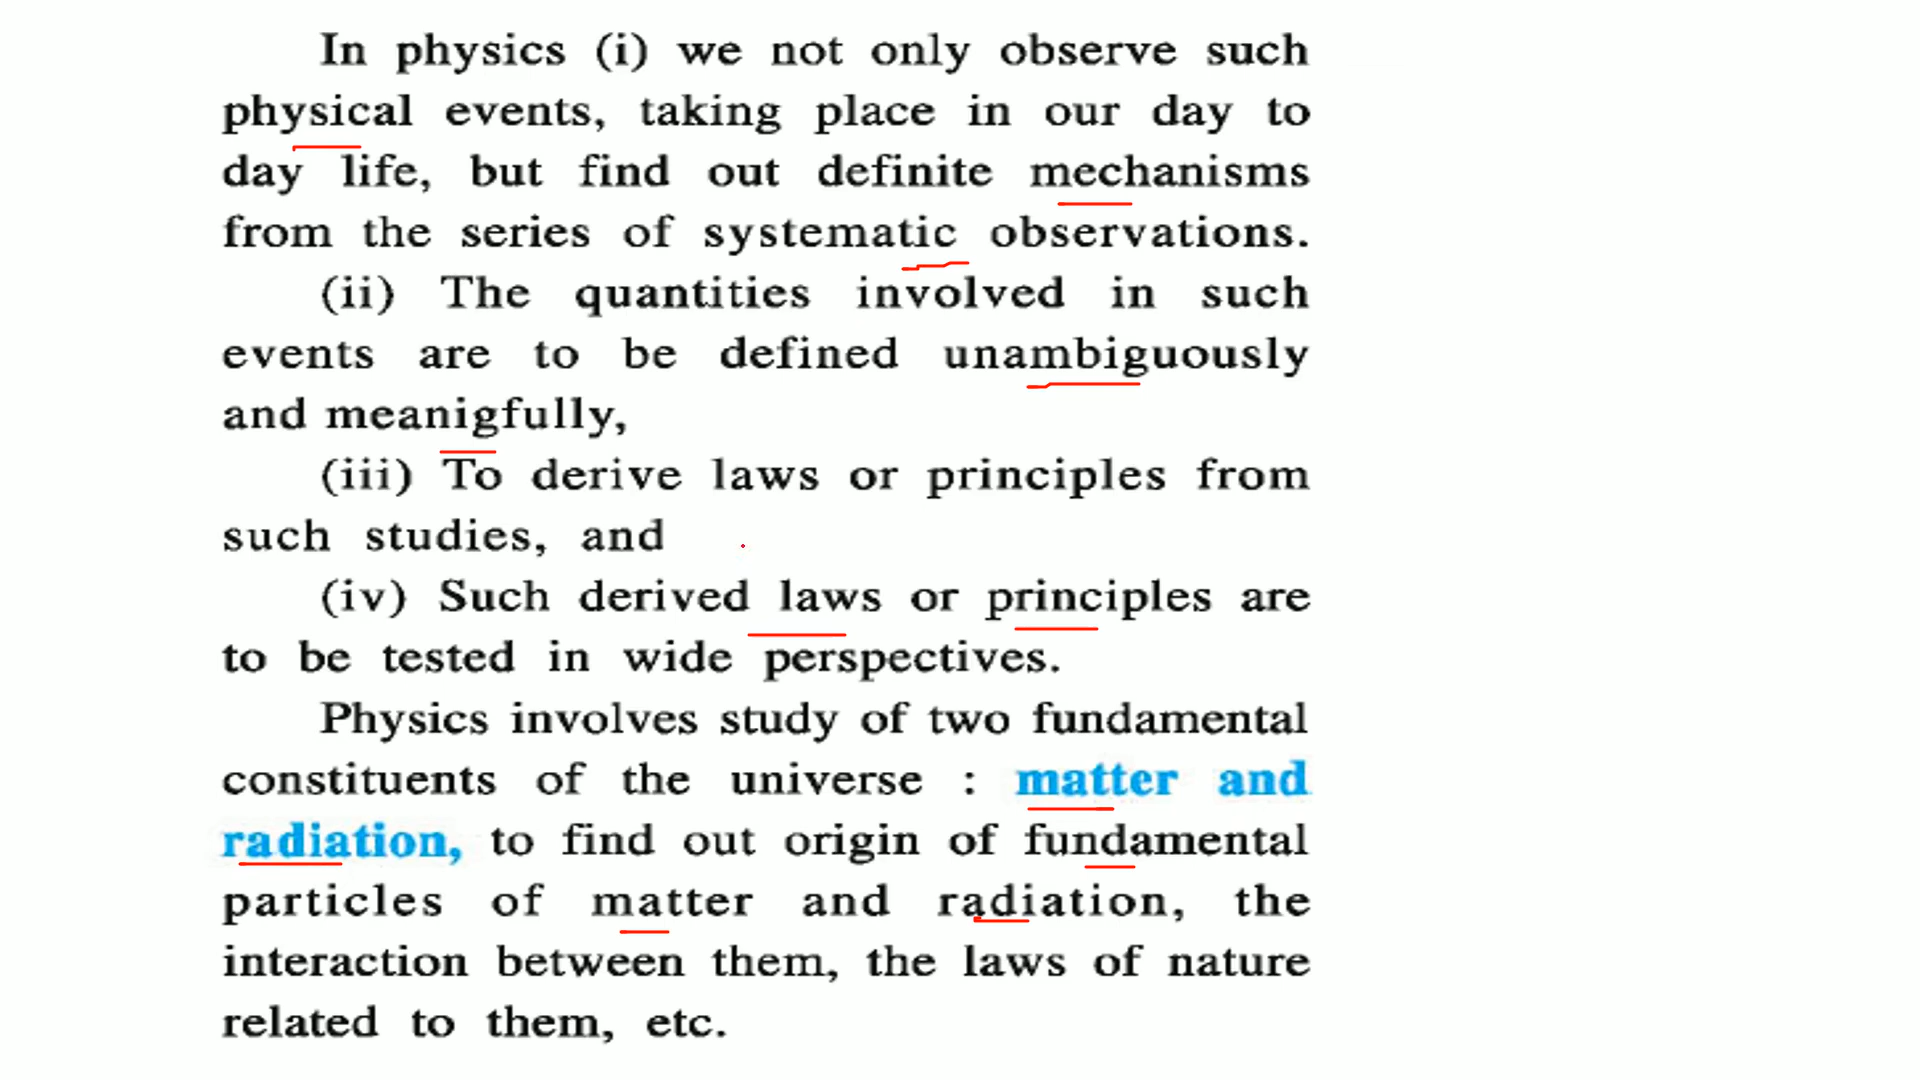 In physics (i) we not only observe such
physical events, taking place in our day to
day life, but find out definite mechanisms
from the series of systematic observations.
(ii) The quantities involved in such
events are to be defined unambiguously
and meanigfully,
(iii) To derive laws or principles from
such studies, and
(iv) Such derived laws or principles are
to be tested in wide perspectives.
Physics involves study of two fundamental
constituents of the universe : matter and
radiation, to find out origin of fundamental
particles of matter and radiation, the
interaction between them, the laws of nature
related to them, etc.